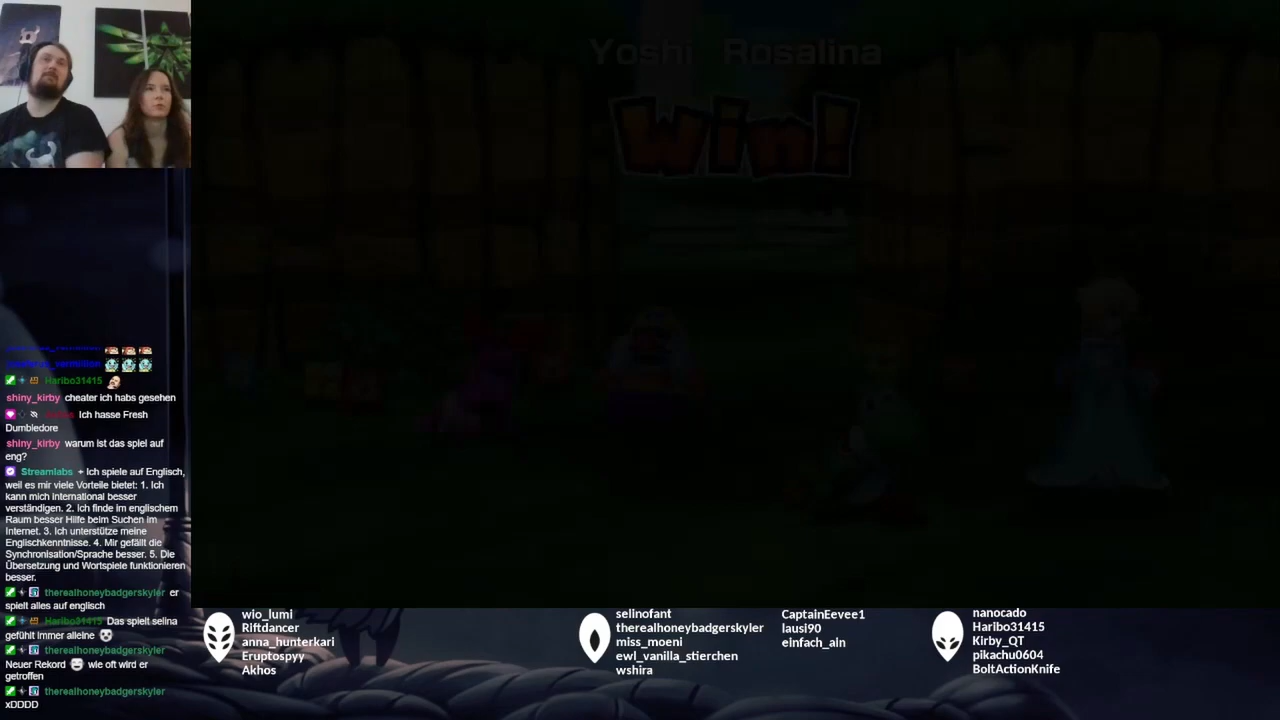 Yoshi Rosalina
Win!
Haribo31415
shiny_kirby cheater ich habs gesehen
Ich hasse Fresh
Dumbledore
shiny_kirby warum ist das spiel auf
eng?
Streamlabs + Ich spiele auf Englisch,
weil es mir viele Vorteile bietet: 1. Ich
kann mich international besser
verständigen. 2. Ich finde im englischem
Raum besser Hilfe beim Suchen im
Internet. 3. Ich unterstütze meine
Englischkenntnisse. 4. Mir gefällt die
Synchronisation/Sprache besser. 5. Die
Übersetzung und Wortspiele funktionieren
besser.
therealhoneybadgerskyler er
spielt alles auf englisch
Haribo31415 Das spielt selina
gefühlt immer alleine
therealhoneybadgerskyler
Neuer Rekord wie oft wird er
getroffen
therealhoneybadgerskyler
xDDDD
wio_lumi
Riftdancer
anna_hunterkari
Eruptospyy
Akhos
selinofant
therealhoneybadgerskyler
miss_moeni
ewl_vanilla_stierchen
wshira
CaptainEevee1
lausi90
einfach_aln
nanocado
Haribo31415
Kirby_QT
pikachu0604
BoltActionKnife